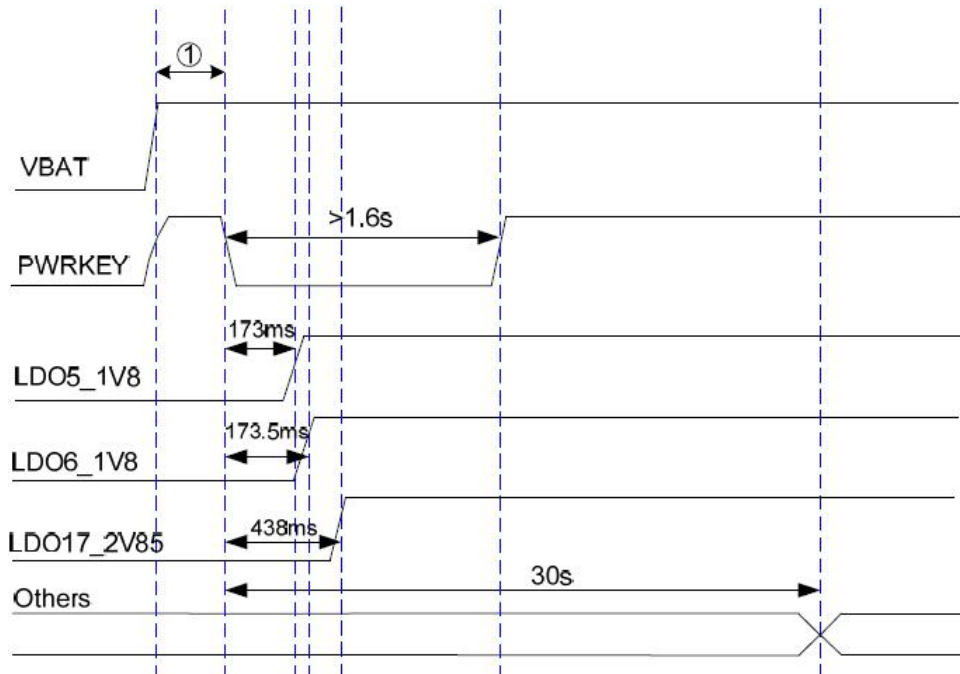 ①
VBAT
>1.6s
PWRKEY
173ms
LDO5_1V8
173.5ms
LDO6_1V8
438ms
LDO17_2V85
30s
Others